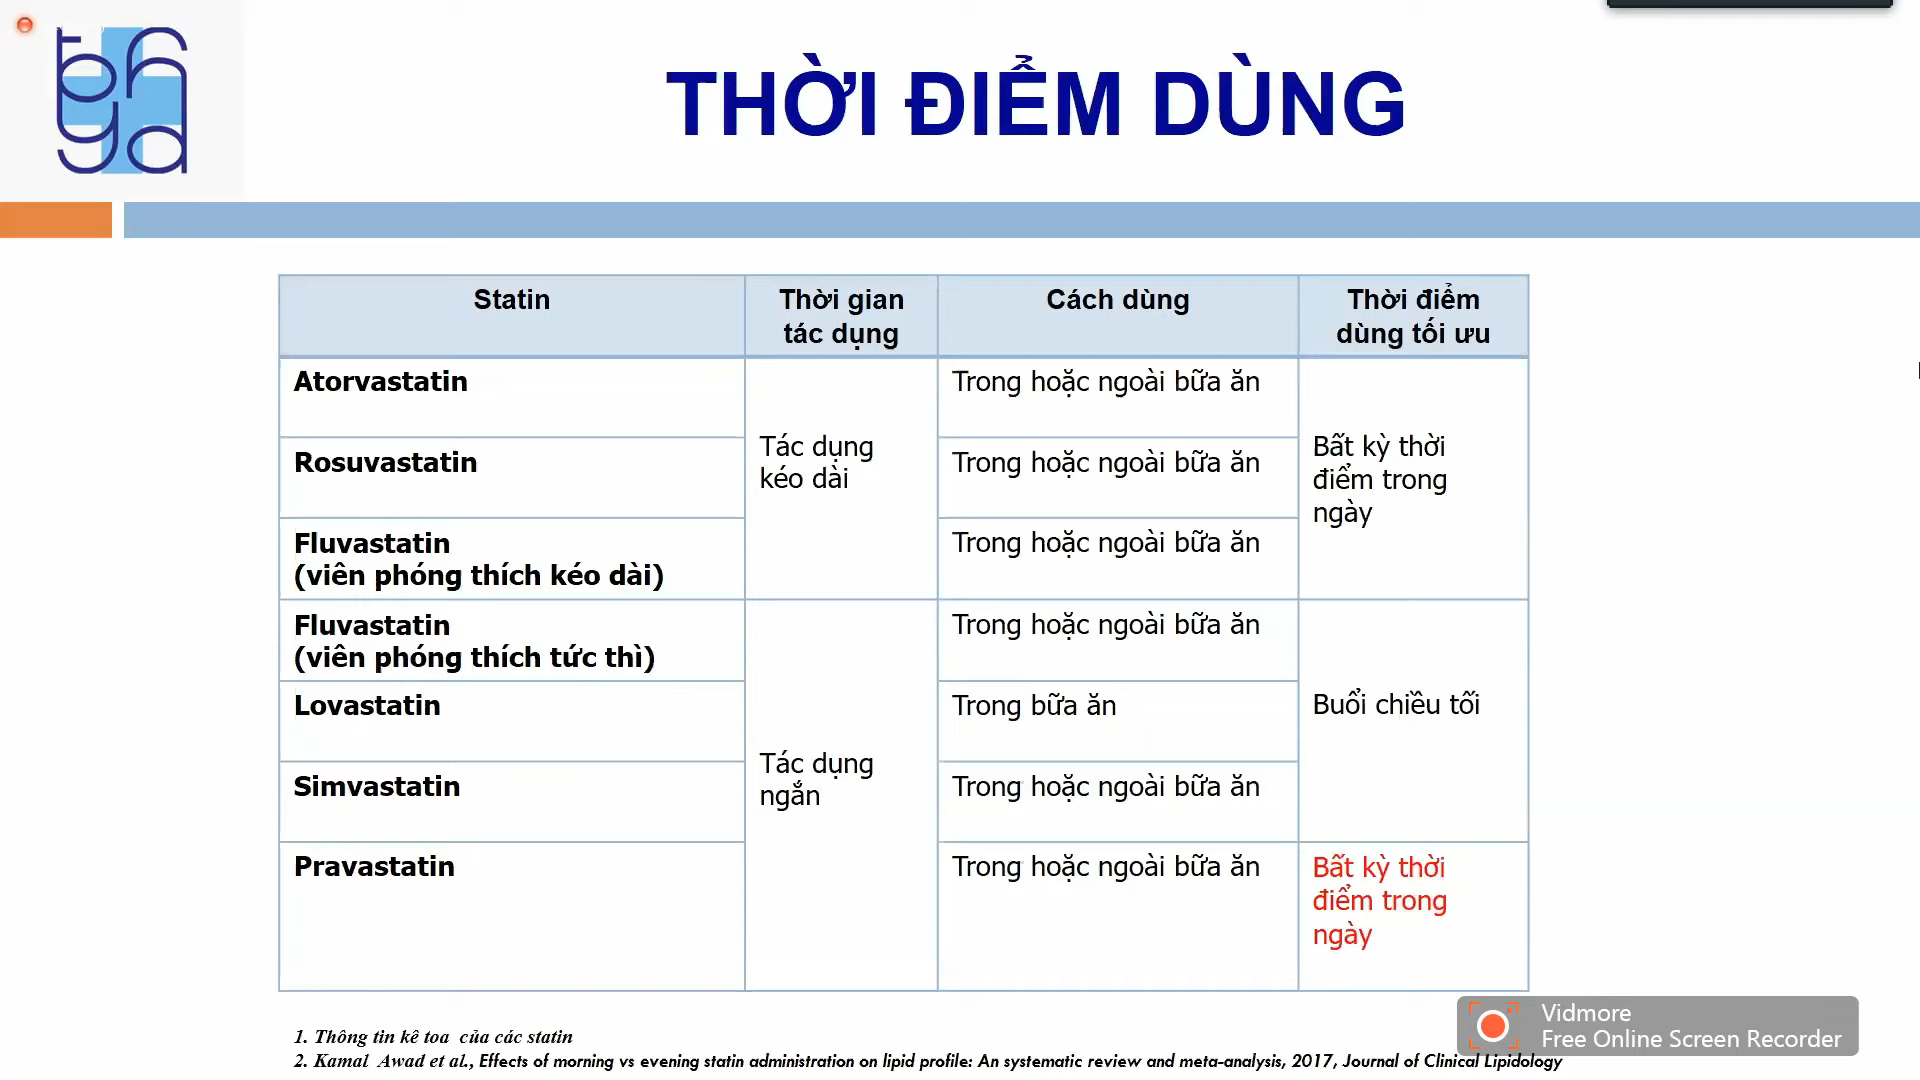 THỜI ĐIỂM DÙNG
Statin
Thời gian
tác dụng
Cách dùng
Thời điểm
dùng tối ưu
Atorvastatin
Tác dụng
kéo dài
Trong hoặc ngoài bữa ăn
Bất kỳ thời
điểm trong
ngày
Rosuvastatin
Trong hoặc ngoài bữa ăn
Fluvastatin
(viên phóng thích kéo dài)
Trong hoặc ngoài bữa ăn
Fluvastatin
(viên phóng thích tức thì)
Tác dụng
ngắn
Trong hoặc ngoài bữa ăn
Buổi chiều tối
Lovastatin
Trong bữa ăn
Simvastatin
Trong hoặc ngoài bữa ăn
Pravastatin
Trong hoặc ngoài bữa ăn
Bất kỳ thời
điểm trong
ngày
1. Thông tin kê toa của các statin
2. Kamal Awad et al., Effects of morning vs evening statin administration on lipid profile: An systematic review and meta-analysis, 2017, Journal of Clinical Lipidology
Vidmore
Free Online Screen Recorder